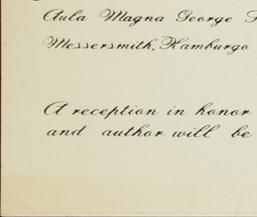 Aula Magna George
Messersmith, Hamburgo
A reception in honor
and author will be